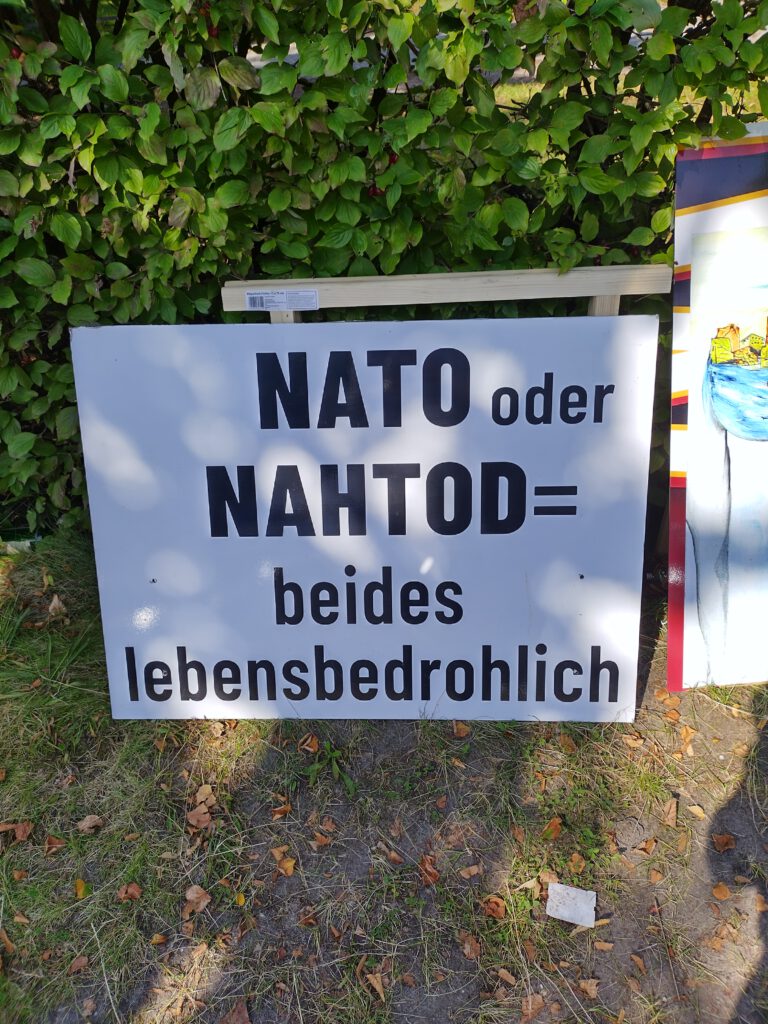 NATO oder
NAHTOD=
beides
lebensbedrohlich